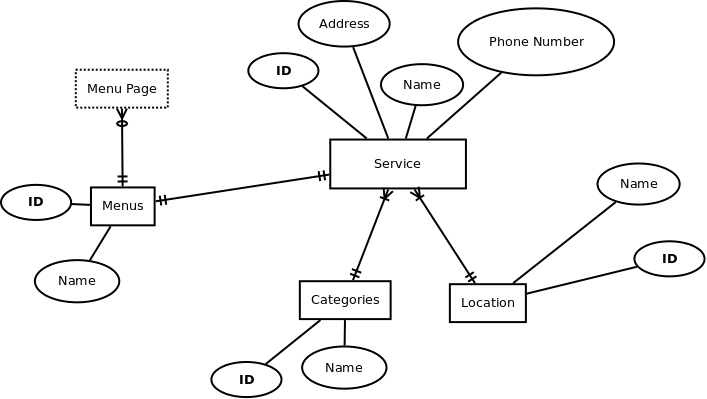 Address
Phone Number
ID
Name
Menu Page
Service
Name
ID
Menus
ID
Name
Categories
Location
Name
ID